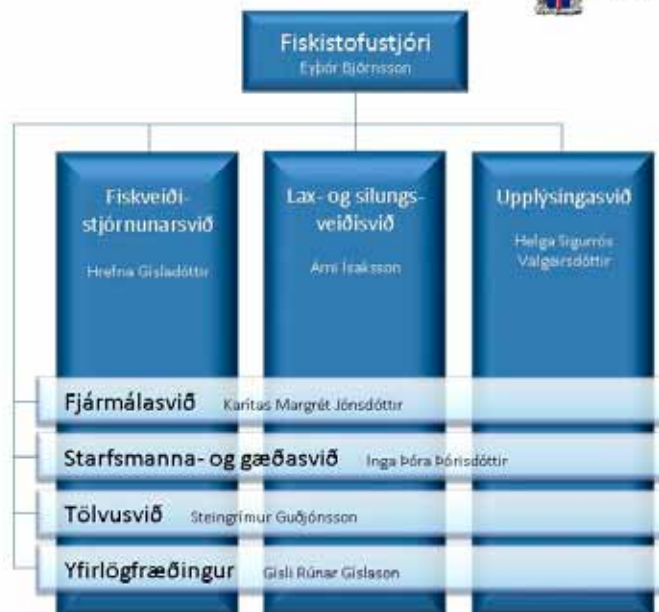 Fiskistofustjóri
Eyþór Björnsson
Fiskveiði-
stjórnunarsvið
Hrefna Gísladóttir
Lax- og silungs-
veiðisvið
Árni Ísaksson
Upplýsingasvið
Helga Sigurrós
Valgeirsdóttir
Fjármálasvið Karítas Margrét Jónsdóttir
Starfsmanna- og gæðasvið Inga Þóra Þórisdóttir
Tölvusvið Steingrímur Guðjónsson
Yfirlögfræðingur Gísli Rúnar Gíslason